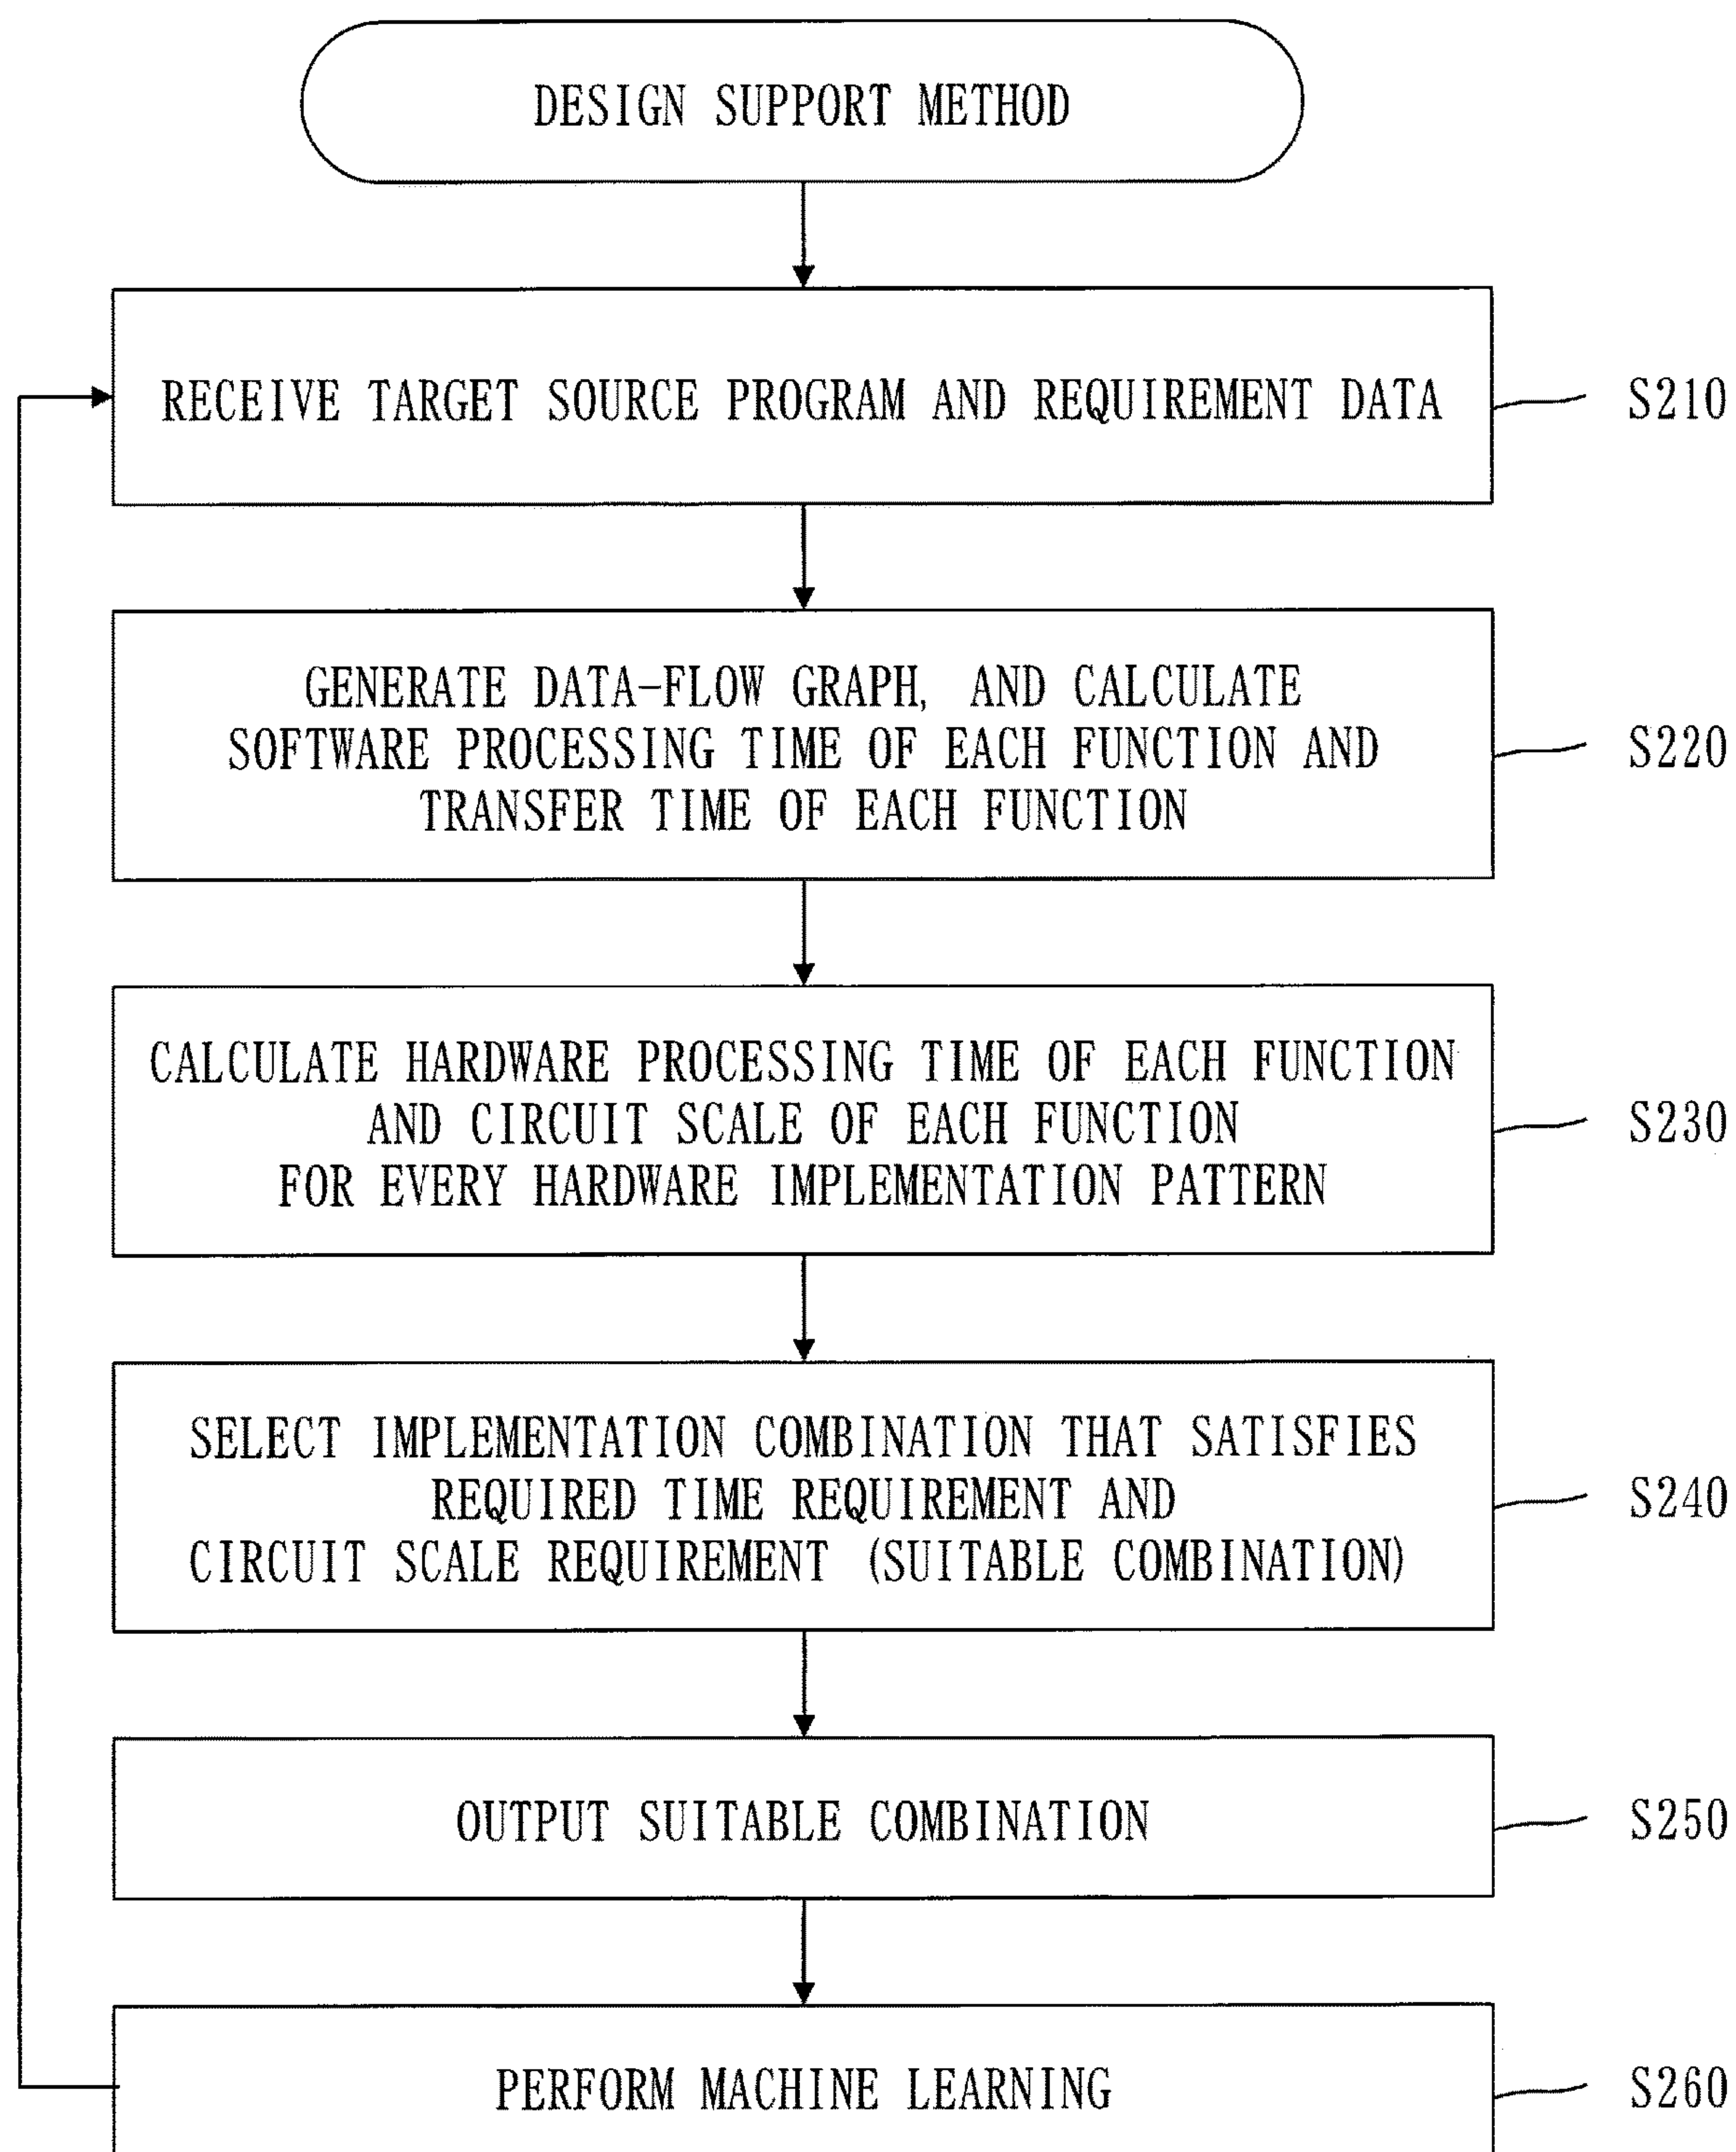 DESIGN SUPPORT METHOD
RECEIVE TARGET SOURCE PROGRAM AND REQUIREMENT DATA
S210
GENERATE DATA-FLOW GRAPH, AND CALCULATE
SOFTWARE PROCESSING TIME OF EACH FUNCTION AND
TRANSFER TIME OF EACH FUNCTION
S220
CALCULATE HARDWARE PROCESSING TIME OF EACH FUNCTION
AND CIRCUIT SCALE OF EACH FUNCTION
FOR EVERY HARDWARE IMPLEMENTATION PATTERN
S230
SELECT IMPLEMENTATION COMBINATION THAT SATISFIES
REQUIRED TIME REQUIREMENT AND
CIRCUIT SCALE REQUIREMENT (SUITABLE COMBINATION)
S240
OUTPUT SUITABLE COMBINATION
S250
PERFORM MACHINE LEARNING
S260